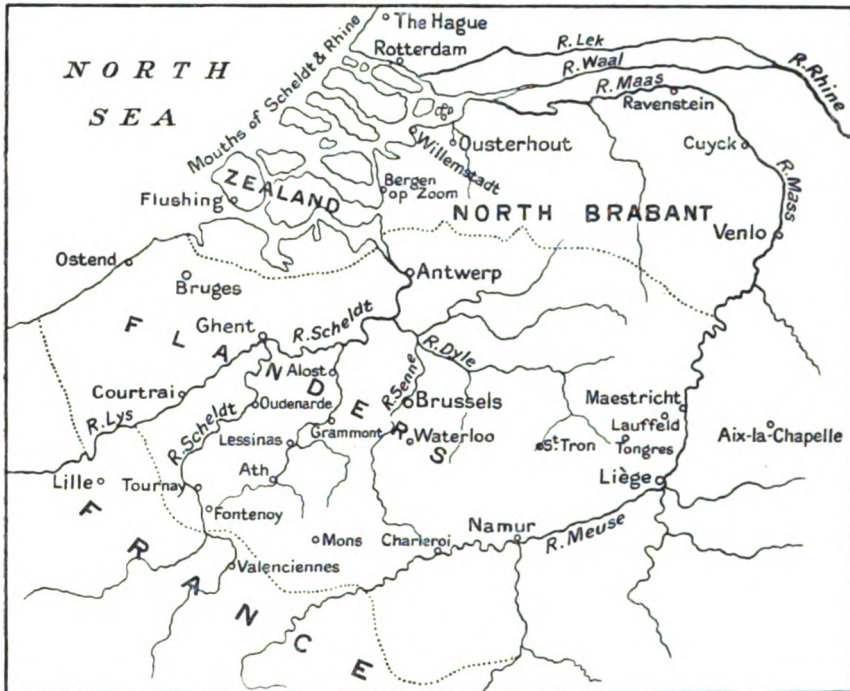 The Hague
Rotterdam
NORTH
SEA
Mouths of Scheldt & Rhine
R. Lek
R. Waal
R. Rhine
R. Maas
Ravenstein
Ousterhout
Willemstadt
Cuyck
R. Mass
ZEALAND
Flushing
Bergen
op Zoom
NORTH BRABANT
Venlo
Ostend
Bruges
Antwerp
FLANDERS
Ghent
R. Scheldt
R. Dyle
Alost
R. Senne
Courtrai
Oudenarde
Brussels
Maestricht
R. Lys
R. Scheldt
Grammont
Waterloo
Lauffeld
Aix-la-Chapelle
Lessinas
St. Tron
Tongres
Lille
Tournay
Ath
Liège
Fontenoy
Namur
R. Meuse
Mons
Charleroi
Valenciennes
FRANCE